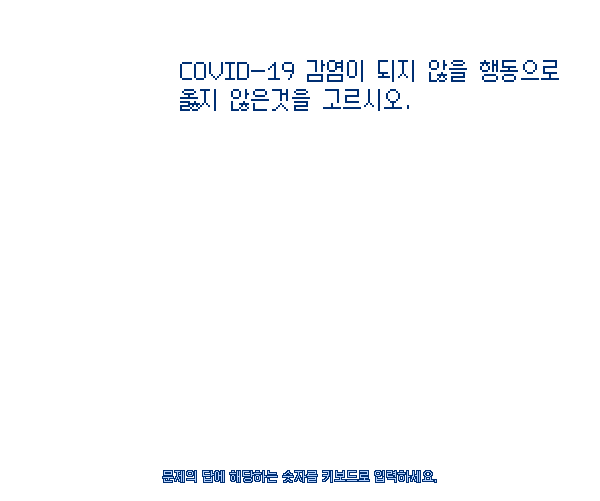 COVID-19 감염이 되지 않을 행동으로
옳지 않은것을 고르시오.
문제의 답에 해당하는 숫자를 키보드로 입력하세요.